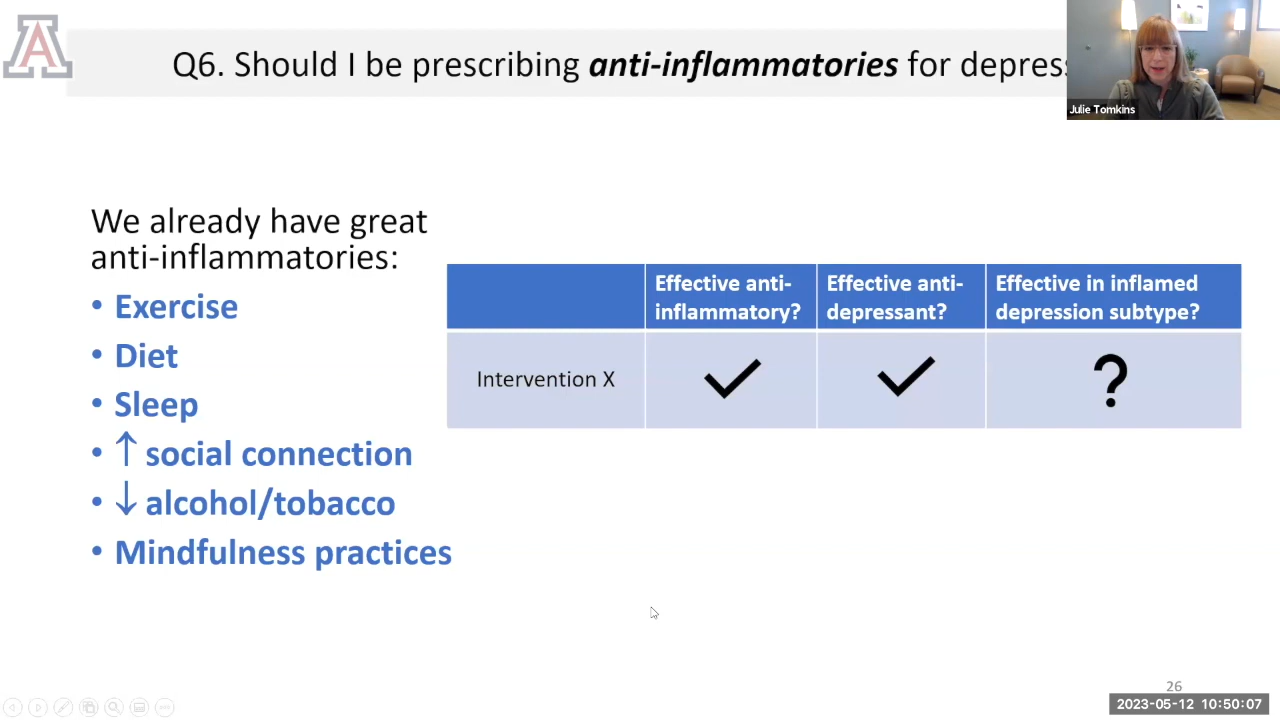 A
Q6. Should I be prescribing anti-inflammatories for depres
Julie Tomkins
We already have great
anti-inflammatories:
• Exercise
• Diet
• Sleep
• ↑ social connection
• ↓ alcohol/tobacco
• Mindfulness practices
Effective anti-
inflammatory?
Effective anti-
depressant?
Effective in inflamed
depression subtype?
Intervention X
?
26
2023-05-12 10:50:07